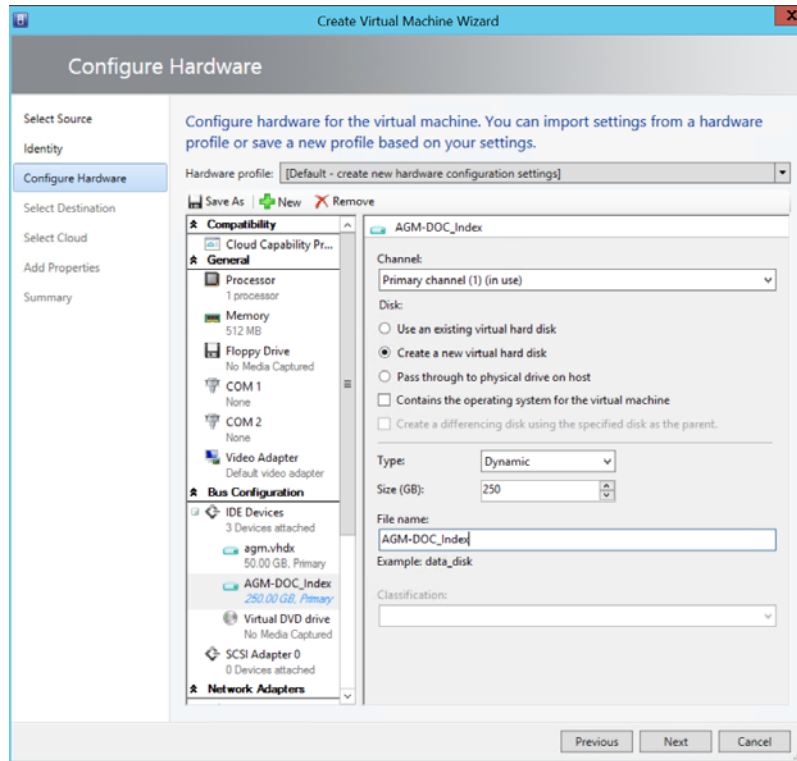 Create Virtual Machine Wizard
X
Configure Hardware
Select Source
Identity
Configure Hardware
Select Destination
Select Cloud
Add Properties
Summary
Configure hardware for the virtual machine. You can import settings from a hardware
profile or save a new profile based on your settings.
Hardware profile: [Default - create new hardware configuration settings]
Save As New Remove
Compatibility
Cloud Capability Pr...
General
Processor
1 processor
Memory
512 MB
Floppy Drive
No Media Captured
COM 1
None
COM 2
None
Video Adapter
Default video adapter
Bus Configuration
IDE Devices
3 Devices attached
agm.vhdx
50.00 GB, Primary
AGM-DOC_Index
250.00 GB, Primary
Virtual DVD drive
No Media Captured
SCSI Adapter 0
0 Devices attached
Network Adapters
AGM-DOC_Index
Channel:
Primary channel (1) (in use)
Disk:
Use an existing virtual hard disk
Create a new virtual hard disk
Pass through to physical drive on host
Contains the operating system for the virtual machine
Create a differencing disk using the specified disk as the parent.
Type: Dynamic
Size (GB): 250
File name:
AGM-DOC_Index
Example: data_disk
Classification:
Previous Next Cancel